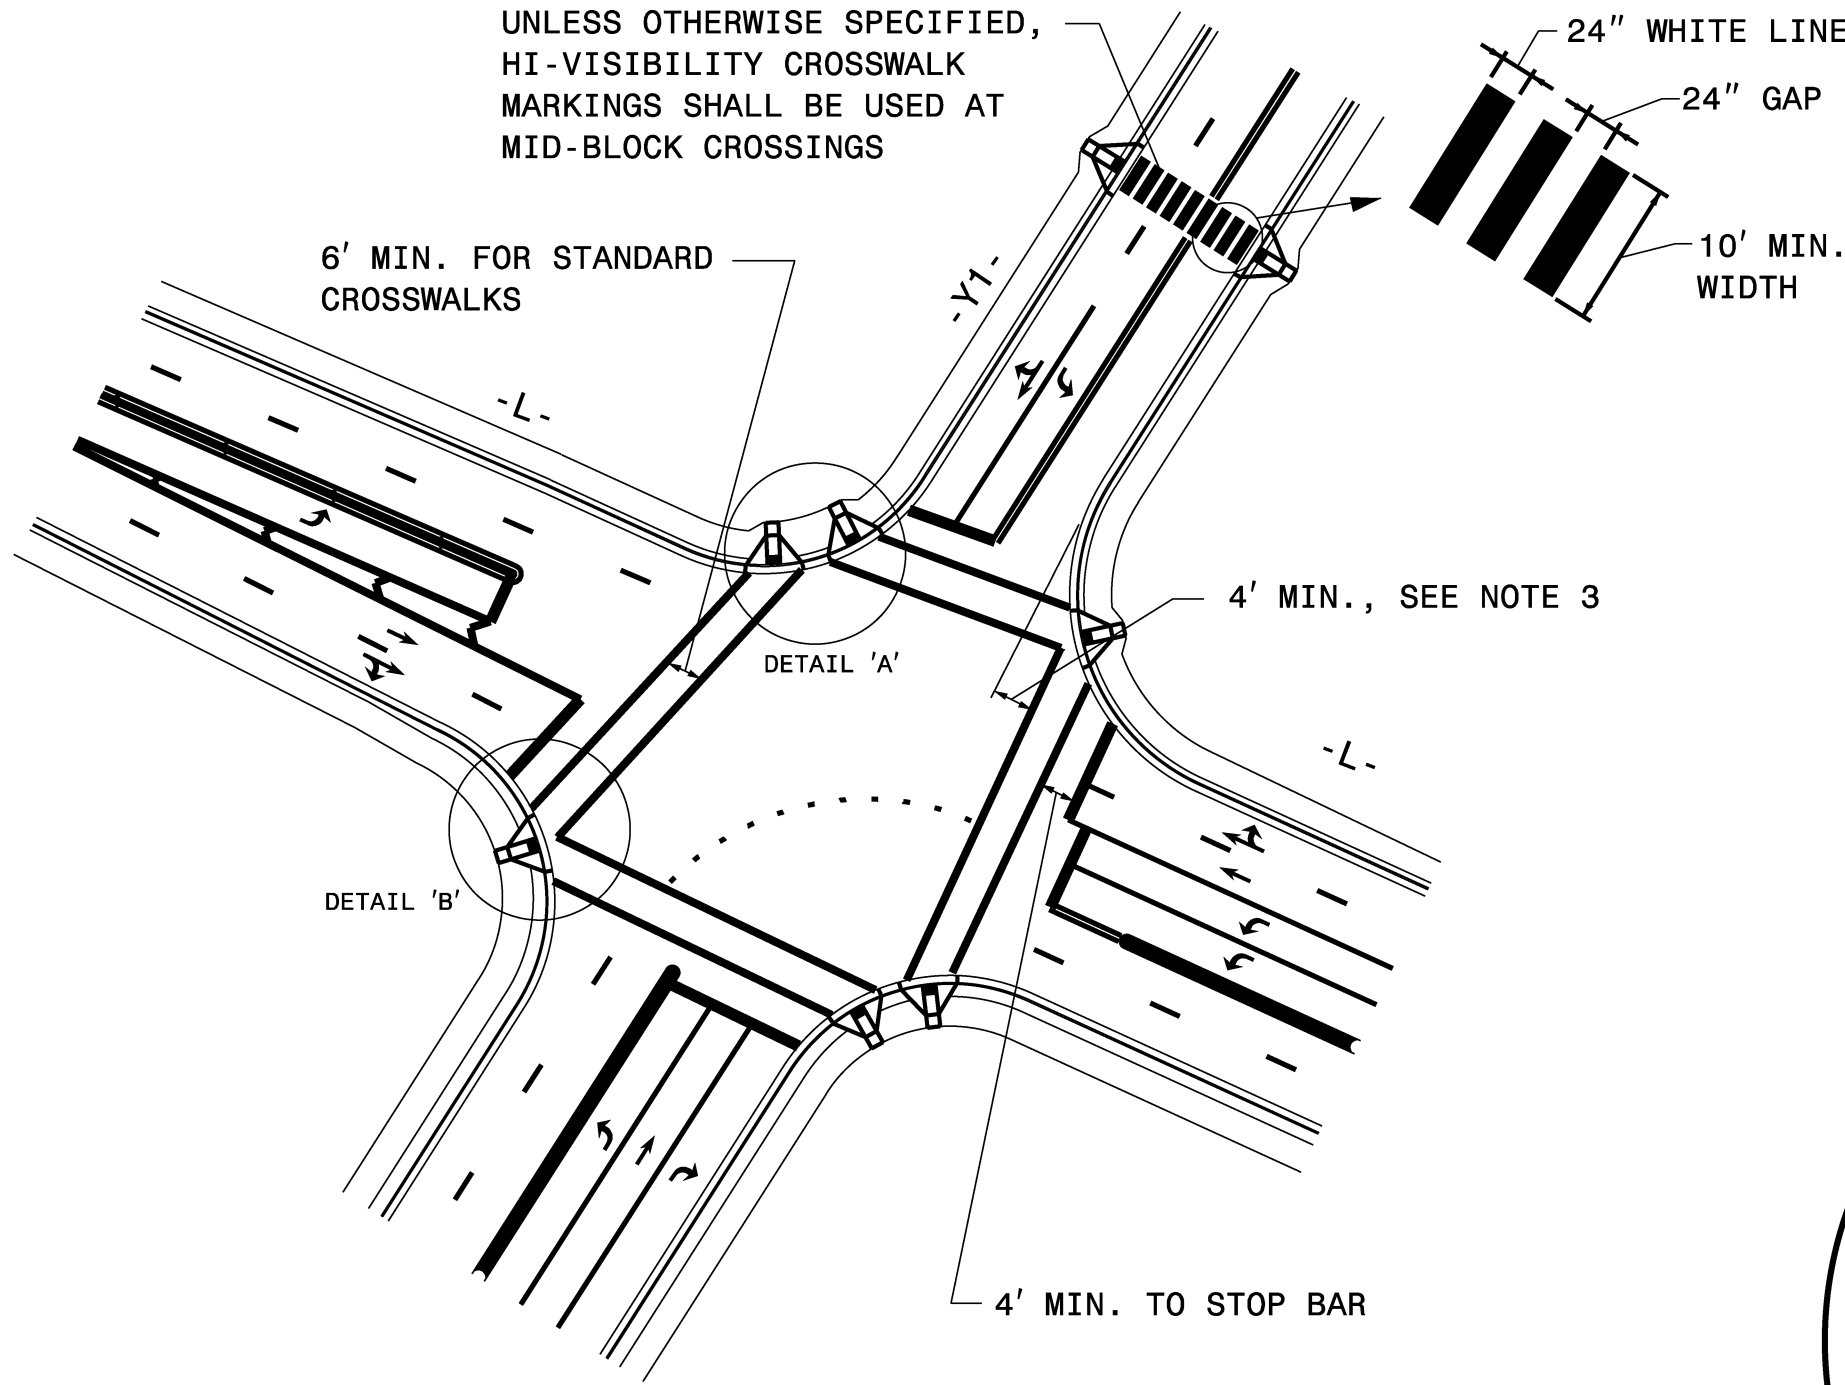 UNLESS OTHERWISE SPECIFIED,
HI-VISIBILITY CROSSWALK
MARKINGS SHALL BE USED AT
MID-BLOCK CROSSINGS
24" WHITE LINE
24" GAP
10' MIN.
WIDTH
6' MIN. FOR STANDARD
CROSSWALKS
-Y1-
-L-
4' MIN., SEE NOTE 3
DETAIL 'A'
-L-
DETAIL 'B'
4' MIN. TO STOP BAR